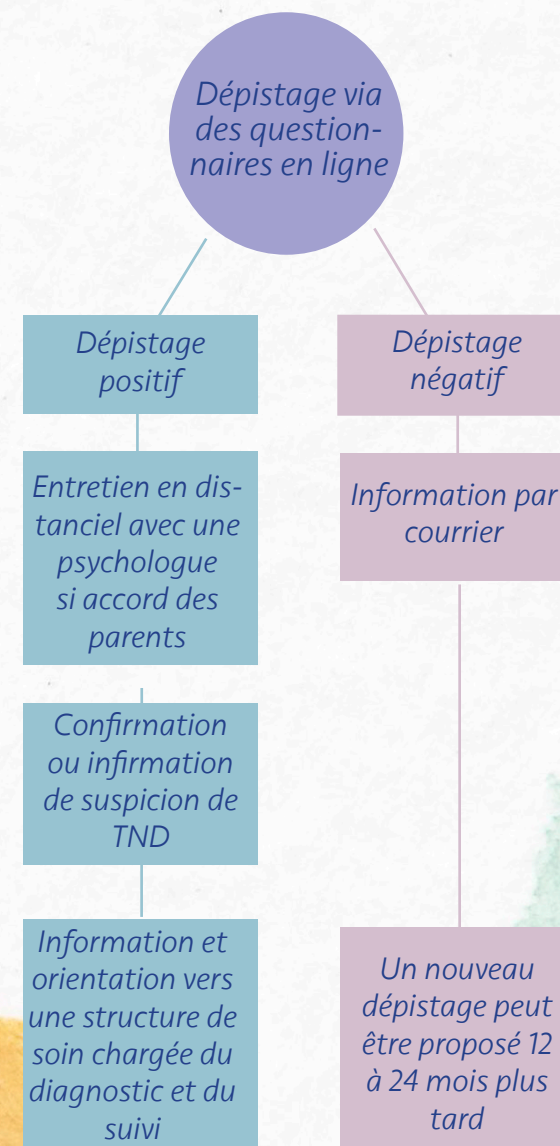 Dépistage via
des question-
naires en ligne
Dépistage
positif
Entretien en dis-
tanciel avec une
psychologue
si accord des
parents
Confirmation
ou infirmation
de suspicion de
TND
Information et
orientation vers
une structure de
soin chargée du
diagnostic et du
suivi
Dépistage
négatif
Information par
courrier
Un nouveau
dépistage peut
être proposé 12
à 24 mois plus
tard